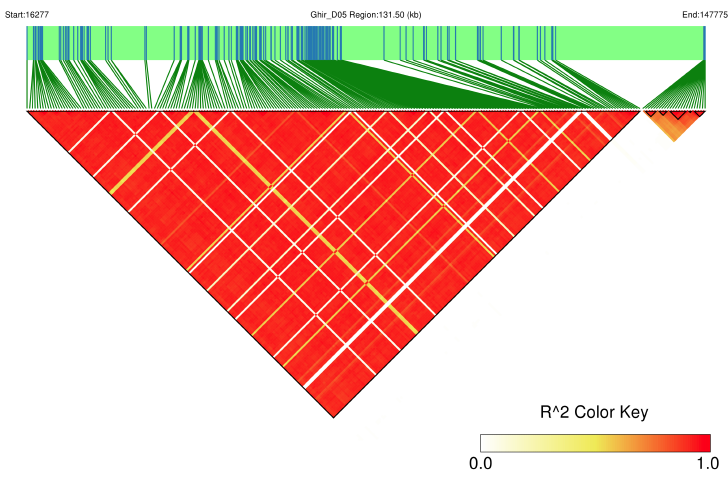 Start:16277
Ghir_D05 Region:131.50 (kb)
End:147775
R^2 Color Key
0.0
1.0